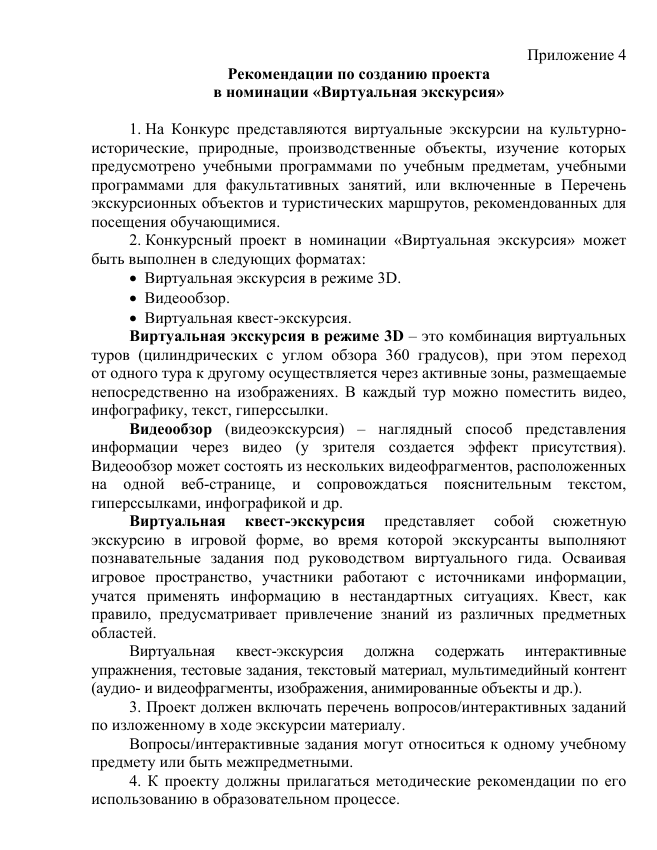 Приложение 4
Рекомендации по созданию проекта
в номинации «Виртуальная экскурсия»
1. На Конкурс представляются виртуальные экскурсии на культурно-
исторические, природные, производственные объекты, изучение которых
предусмотрено учебными программами по учебным предметам, учебными
программами для факультативных занятий, или включенные в Перечень
экскурсионных объектов и туристических маршрутов, рекомендованных для
посещения обучающимися.
2. Конкурсный проект в номинации «Виртуальная экскурсия» может
быть выполнен в следующих форматах:
• Виртуальная экскурсия в режиме 3D.
• Видеообзор.
• Виртуальная квест-экскурсия.
Виртуальная экскурсия в режиме 3D – это комбинация виртуальных
туров (цилиндрических с углом обзора 360 градусов), при этом переход
от одного тура к другому осуществляется через активные зоны, размещаемые
непосредственно на изображениях. В каждый тур можно поместить видео,
инфографику, текст, гиперссылки.
Видеообзор (видеоэкскурсия) – наглядный способ представления
информации через видео (у зрителя создается эффект присутствия).
Видеообзор может состоять из нескольких видеофрагментов, расположенных
на одной веб-странице, и сопровождаться пояснительным текстом,
гиперссылками, инфографикой и др.
Виртуальная квест-экскурсия представляет собой сюжетную
экскурсию в игровой форме, во время которой экскурсанты выполняют
познавательные задания под руководством виртуального гида. Осваивая
игровое пространство, участники работают с источниками информации,
учатся применять информацию в нестандартных ситуациях. Квест, как
правило, предусматривает привлечение знаний из различных предметных
областей.
Виртуальная квест-экскурсия должна содержать интерактивные
упражнения, тестовые задания, текстовый материал, мультимедийный контент
(аудио- и видеофрагменты, изображения, анимированные объекты и др.).
3. Проект должен включать перечень вопросов/интерактивных заданий
по изложенному в ходе экскурсии материалу.
Вопросы/интерактивные задания могут относиться к одному учебному
предмету или быть межпредметными.
4. К проекту должны прилагаться методические рекомендации по его
использованию в образовательном процессе.